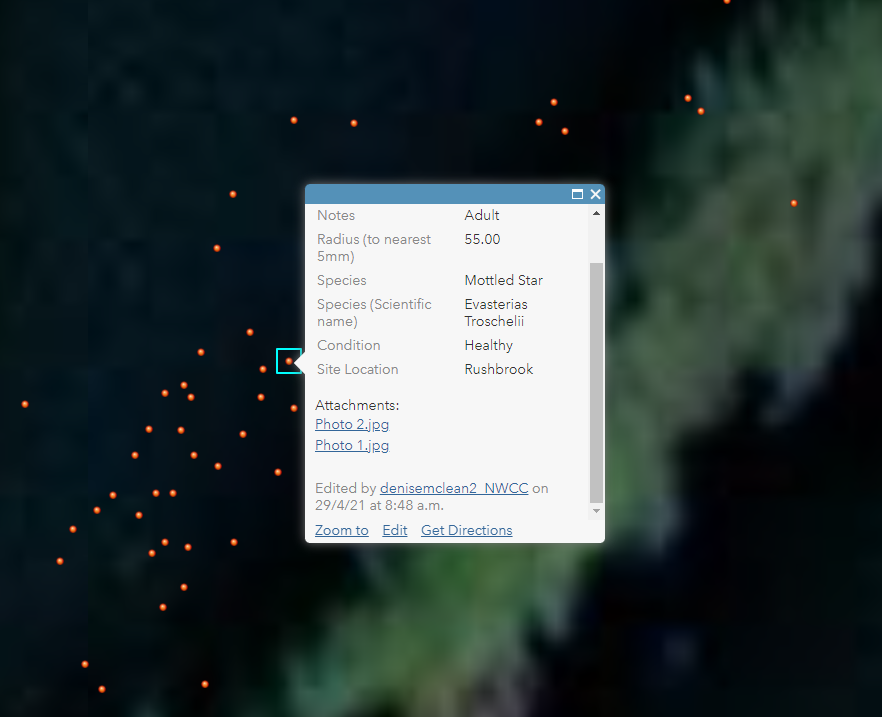 Notes Adult
Radius (to nearest 5mm) 55.00
Species Mottled Star
Species (Scientific name) Evasterias Troschelii
Condition Healthy
Site Location Rushbrook
Attachments:
Photo 2.jpg
Photo 1.jpg
Edited by denisemclean2_NWCC on
29/4/21 at 8:48 a.m.
Zoom to Edit Get Directions